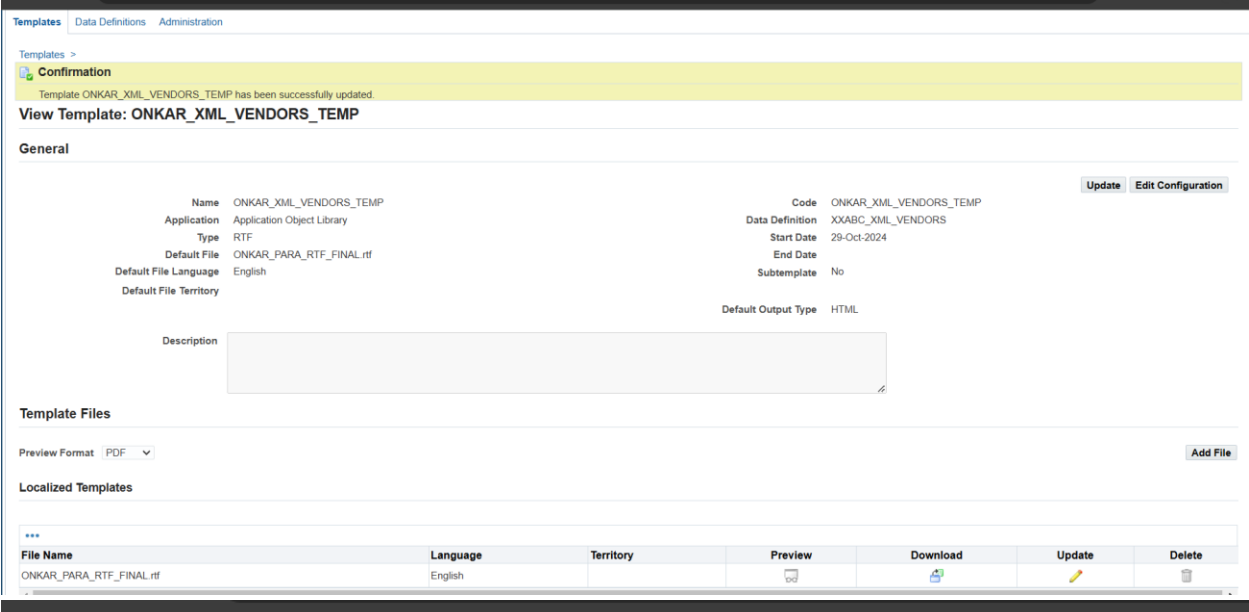 Templates Data Definitions Administration
Templates >
Confirmation
Template ONKAR_XML_VENDORS_TEMP has been successfully updated.
View Template: ONKAR_XML_VENDORS_TEMP
General
Update Edit Configuration
Name ONKAR_XML_VENDORS_TEMP Code ONKAR_XML_VENDORS_TEMP
Application Application Object Library Data Definition XXABC_XML_VENDORS
Type RTF Start Date 29-Oct-2024
Default File ONKAR_PARA_RTF_FINAL.rtf End Date
Default File Language English Subtemplate No
Default File Territory
Default Output Type HTML
Description
Template Files
Preview Format PDF Add File
Localized Templates
File Name Language Territory Preview Download Update Delete
ONKAR_PARA_RTF_FINAL.rtf English